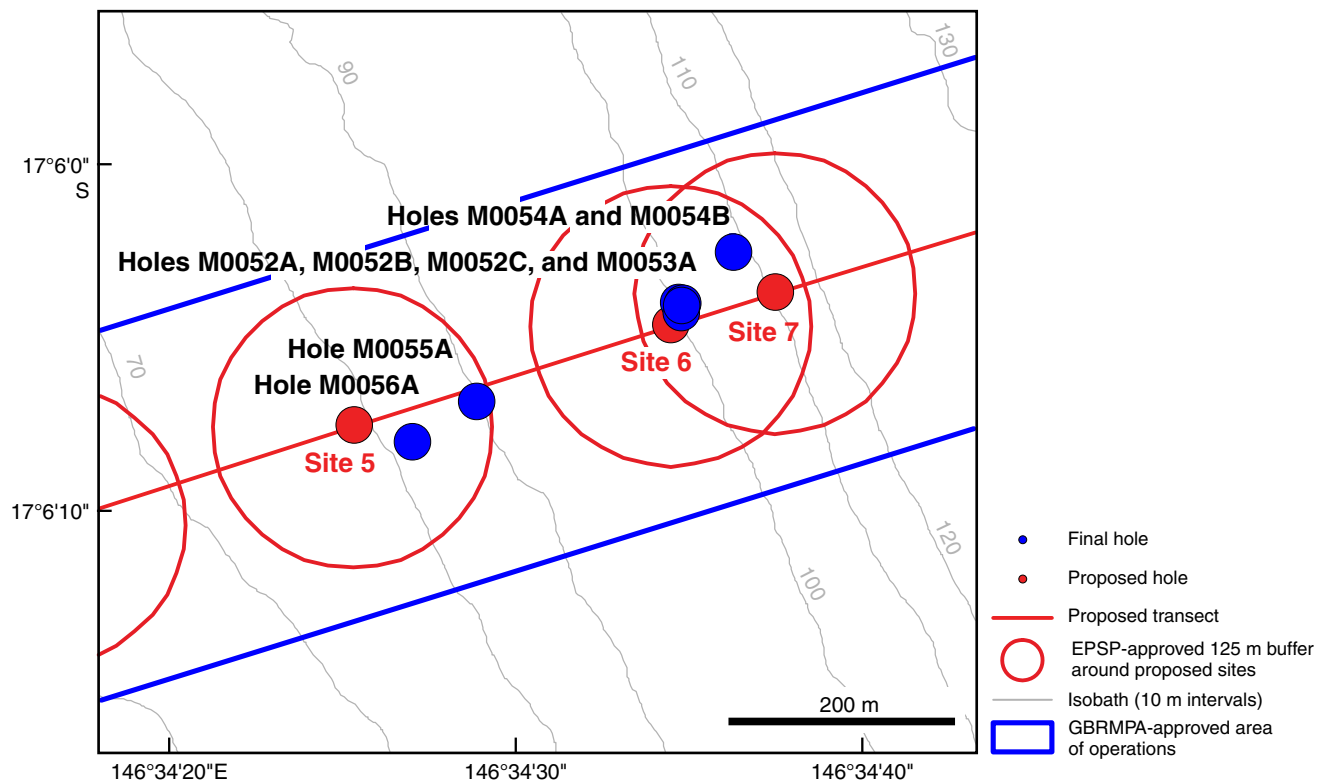 130
90
110
17°6'0"
S
Holes M0054A and M0054B
Holes M0052A, M0052B, M0052C, and M0053A
Site 7
Hole M0055A
Site 6
70
Hole M0056A
Site 5
17°6'10"
120
100
Final hole
Proposed hole
Proposed transect
EPSP-approved 125 m buffer
around proposed sites
Isobath (10 m intervals)
GBRMPA-approved area
of operations
200 m
146°34'20"E
146°34'30"
146°34'40"